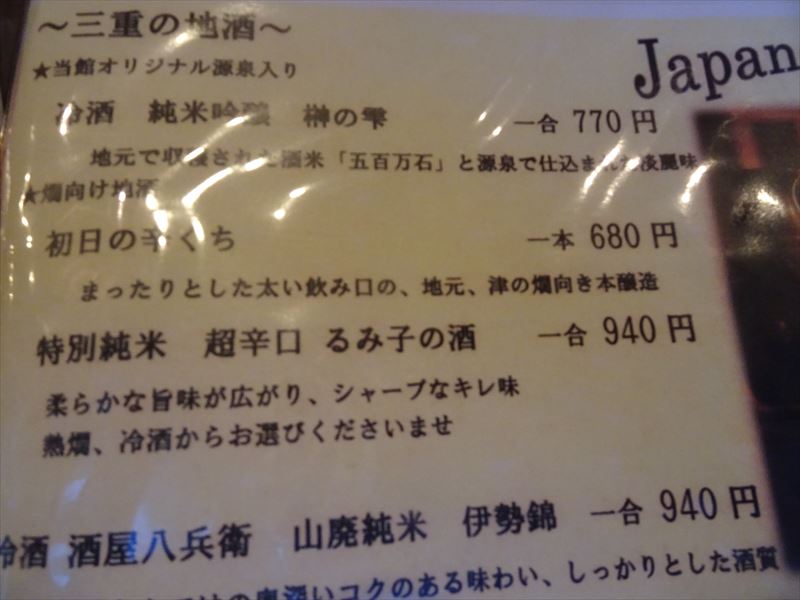 ～三重の地酒～
Japan
★当館オリジナル源泉入り
冷酒 純米吟醸 榊の雫 一合 770 円
地元で収穫された酒米「五百万石」と源泉で仕込まれた淡麗味
★燗向け地酒
初日の辛くち 一本 680 円
まったりとした太い飲み口の、地元、津の燗向き本醸造
特別純米 超辛口 るみ子の酒 一合 940 円
柔らかな旨味が広がり、シャープなキレ味
熱燗、冷酒からお選びくださいませ
冷酒 酒屋八兵衛 山廃純米 伊勢錦 一合 940 円
奥深いコクのある味わい、しっかりとした酒質